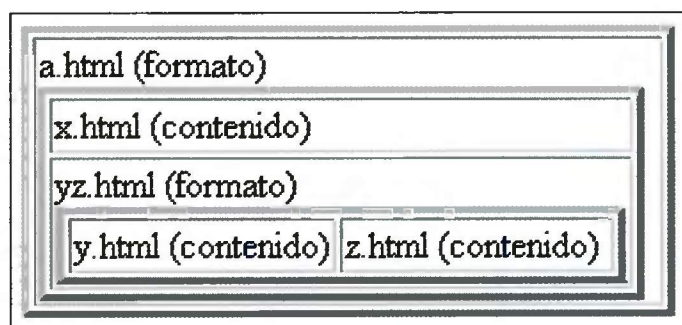 a.html (formato)
x.html (contenido)
yz.html (formato)
y.html (contenido) z.html (contenido)